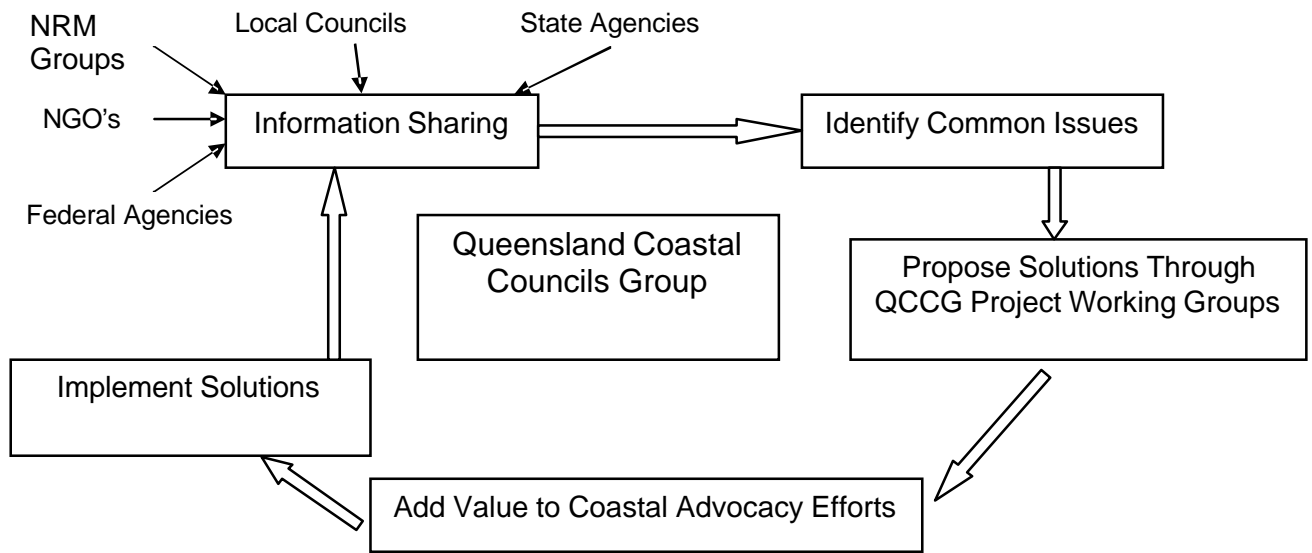 NRM
Groups
Local Councils
State Agencies
NGO's
Federal Agencies
Information Sharing
Identify Common Issues
Queensland Coastal
Councils Group
Propose Solutions Through
QCCG Project Working Groups
Implement Solutions
Add Value to Coastal Advocacy Efforts